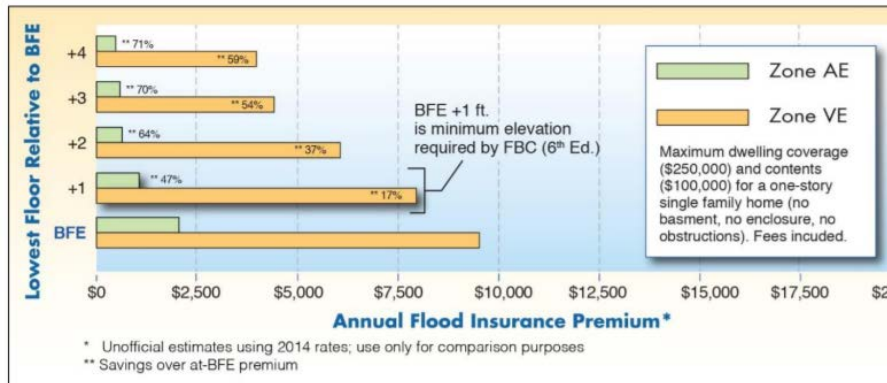 Lowest Floor Relative to BFE
+4
** 71%
** 59%
+3
** 70%
** 54%
+2
** 64%
** 37%
+1
** 47%
** 17%
BFE
BFE +1 ft.
is minimum elevation
required by FBC (6th Ed.)
Zone AE
Zone VE
Maximum dwelling coverage
($250,000) and contents
($100,000) for a one-story
single family home (no
basment, no enclosure, no
obstructions). Fees incuded.
$0 $2,500 $5,000 $7,500 $10,000 $12,500 $15,000 $17,500
Annual Flood Insurance Premium*
* Unofficial estimates using 2014 rates; use only for comparison purposes
** Savings over at-BFE premium